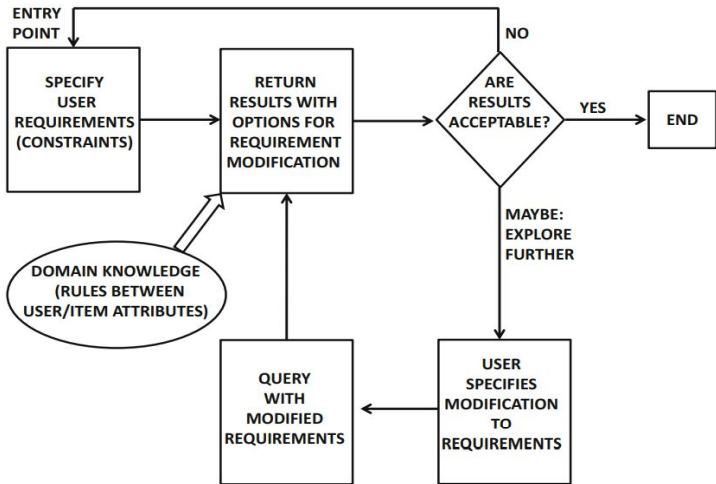 ENTRY
POINT
NO
SPECIFY
USER
REQUIREMENTS
(CONSTRAINTS)
RETURN
RESULTS WITH
OPTIONS FOR
REQUIREMENT
MODIFICATION
ARE
RESULTS
ACCEPTABLE?
YES
END
MAYBE:
EXPLORE
FURTHER
DOMAIN KNOWLEDGE
(RULES BETWEEN
USER/ITEM ATTRIBUTES)
QUERY
WITH
MODIFIED
REQUIREMENTS
USER
SPECIFIES
MODIFICATION
TO
REQUIREMENTS